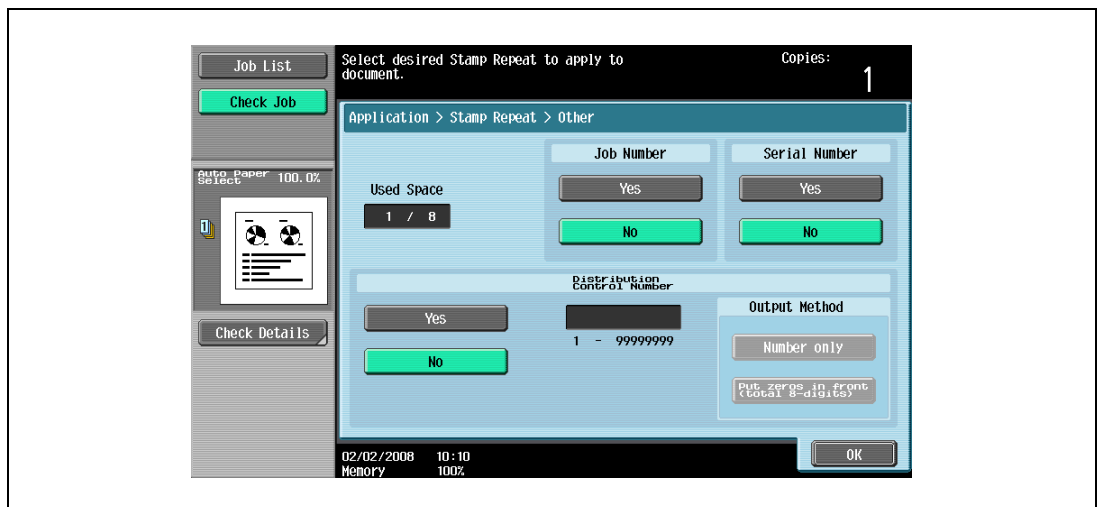 Job List
Check Job
Select desired Stamp Repeat to apply to
document.
Copies:
1
Application > Stamp Repeat > Other
Auto Paper
Select 100.0%
1
Check Details
Used Space
1 / 8
Job Number
Yes
No
Serial Number
Yes
No
Distribution
Control Number
Yes
No
1 - 99999999
Output Method
Number only
Put zeros in front
(total 8-digits)
02/02/2008 10:10
Memory 100%
OK